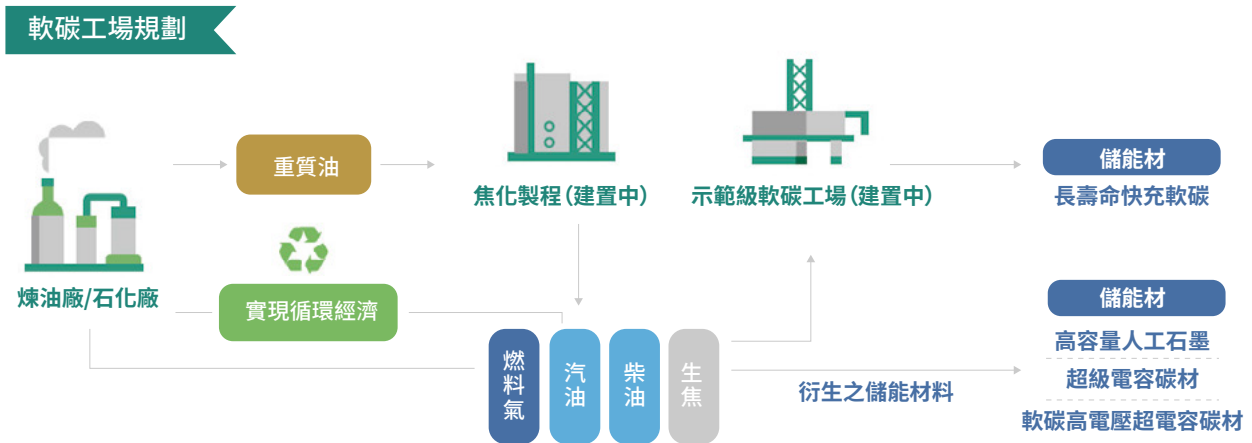 軟碳工場規劃
重質油
焦化製程(建置中)
示範級軟碳工場(建置中)
儲能材
長壽命快充軟碳
煉油廠/石化廠
實現循環經濟
燃料氣
汽油
柴油
生焦
衍生之儲能材料
儲能材
高容量人工石墨
超級電容碳材
軟碳高電壓超電容碳材